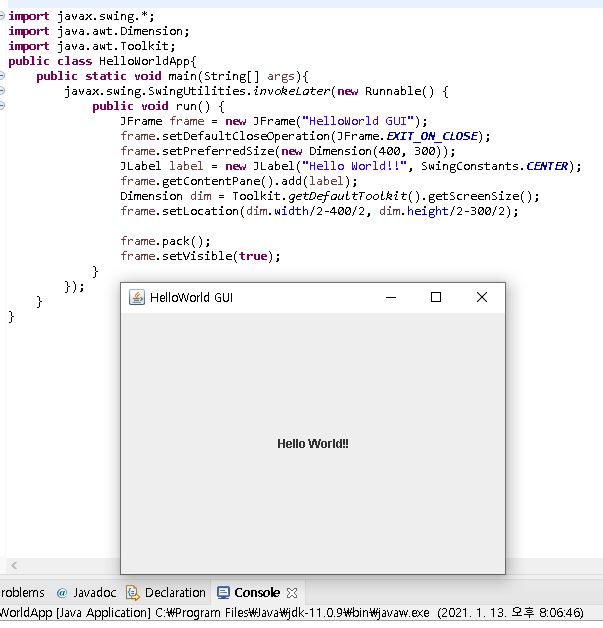 import javax.swing.*;
import java.awt.Dimension;
import java.awt.Toolkit;
public class HelloWorldApp{
    public static void main(String[] args){
        javax.swing.SwingUtilities.invokeLater(new Runnable() {
            public void run() {
                JFrame frame = new JFrame("HelloWorld GUI");
                frame.setDefaultCloseOperation(JFrame.EXIT_ON_CLOSE);
                frame.setPreferredSize(new Dimension(400, 300));
                JLabel label = new JLabel("Hello World!!", SwingConstants.CENTER);
                frame.getContentPane().add(label);
                Dimension dim = Toolkit.getDefaultToolkit().getScreenSize();
                frame.setLocation(dim.width/2-400/2, dim.height/2-300/2);
                frame.pack();
                frame.setVisible(true);
            }
        });
    }
}
HelloWorld GUI
Hello World!!
roblems @ Javadoc Declaration Console
WorldApp [Java Application] C:₩Program Files₩Java₩jdk-11.0.9₩bin₩javaw.exe (2021. 1. 13. 오후 8:06:46)